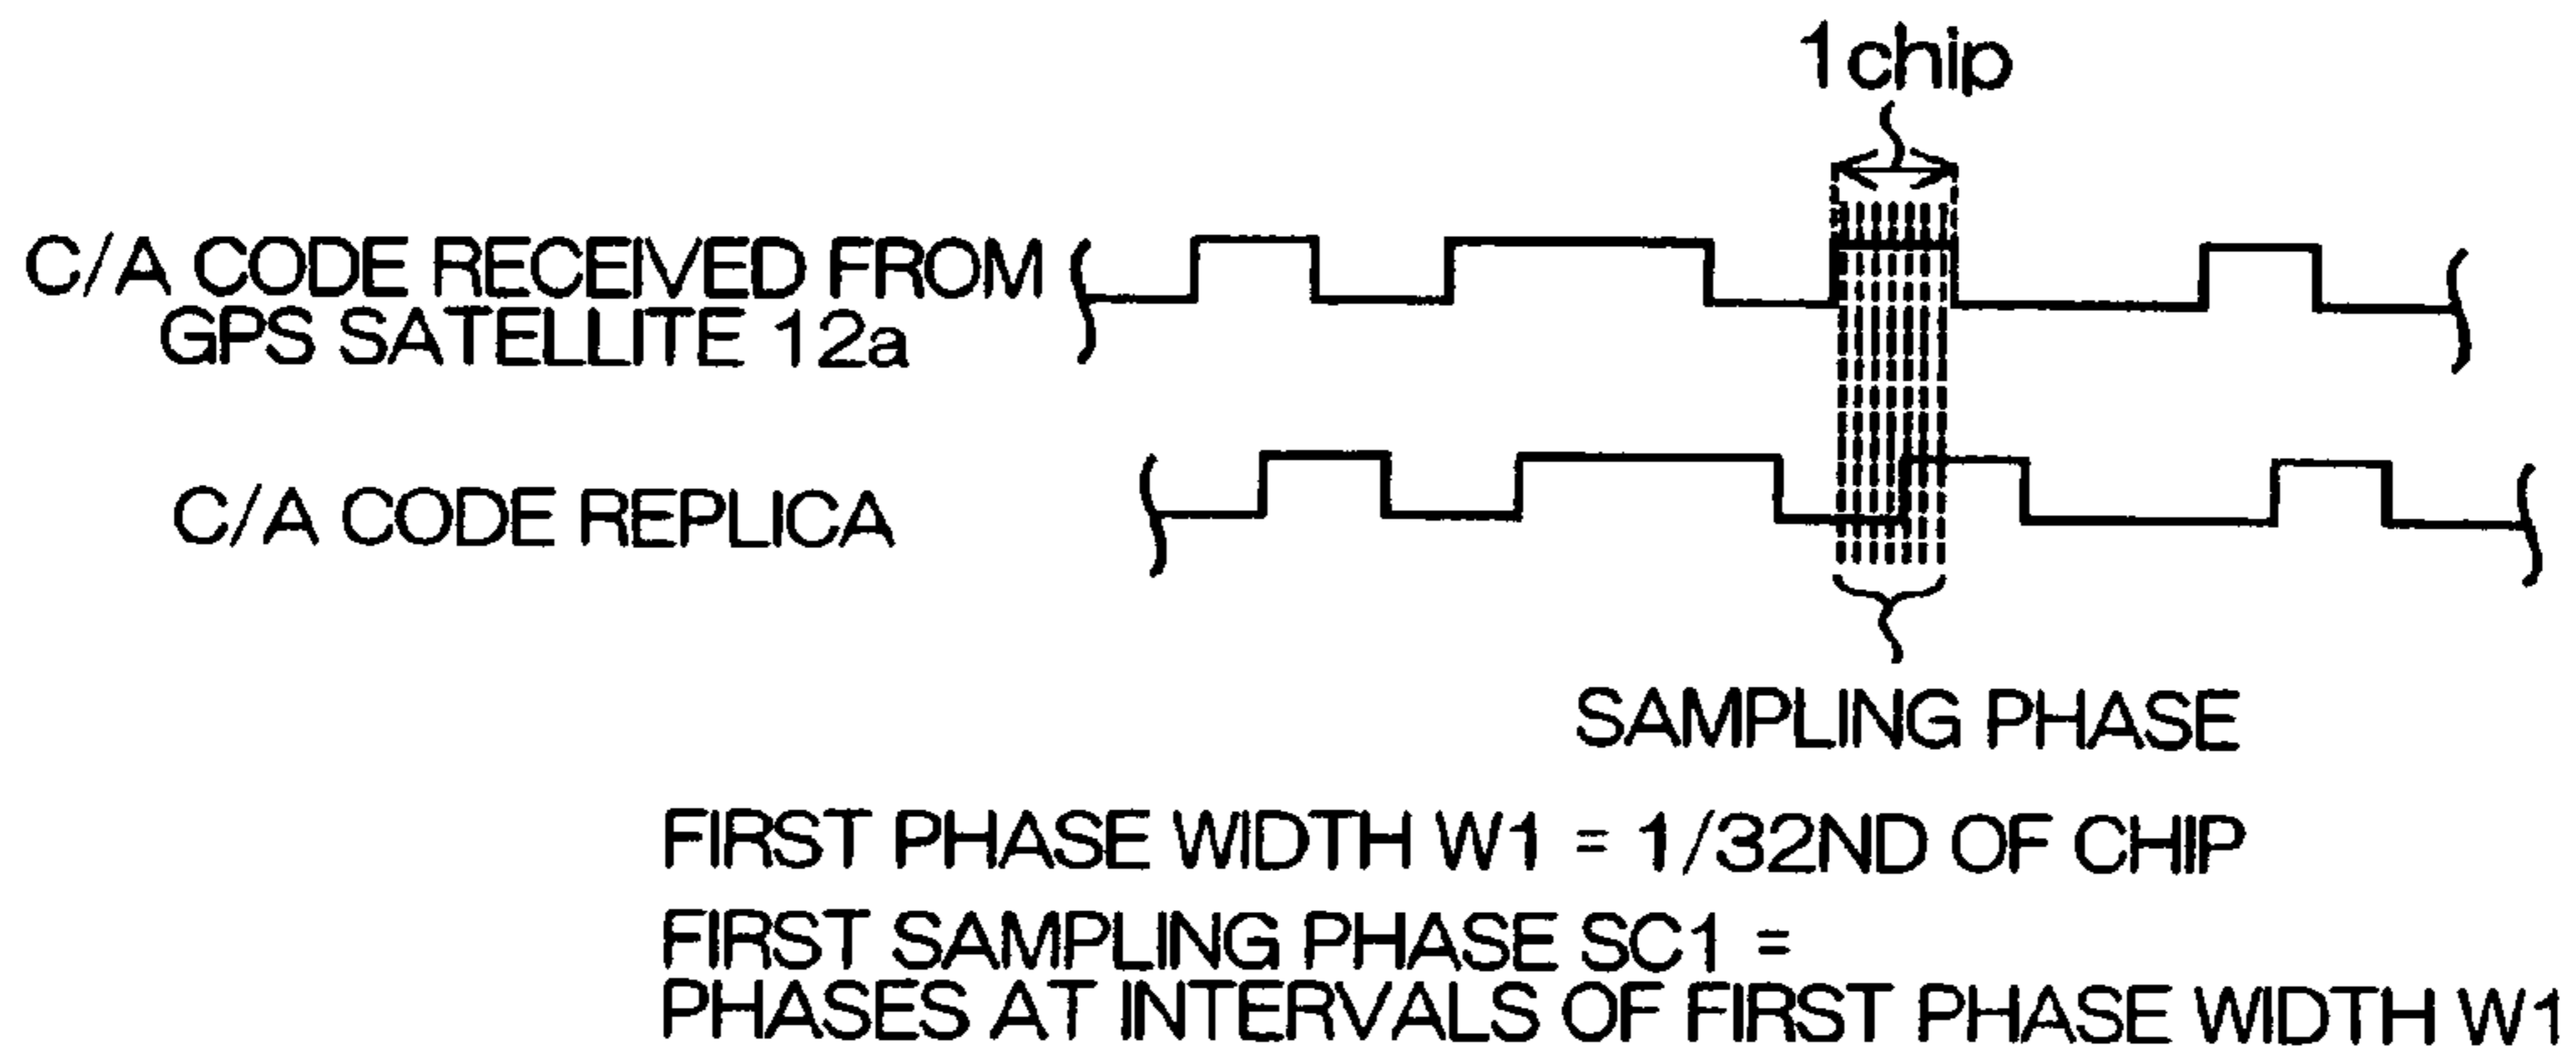 1chip
C/A CODE RECEIVED FROM
GPS SATELLITE 12a
C/A CODE REPLICA
SAMPLING PHASE
FIRST PHASE WIDTH W1 = 1/32ND OF CHIP
FIRST SAMPLING PHASE SC1 =
PHASES AT INTERVALS OF FIRST PHASE WIDTH W1